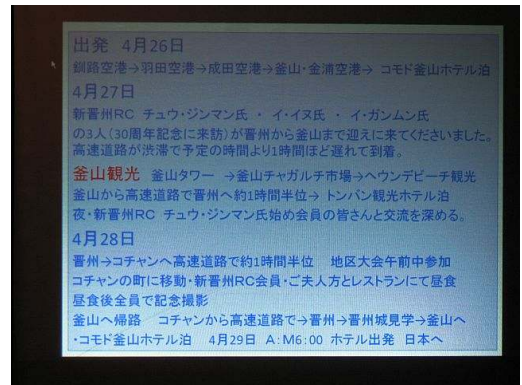 出発 4月26日
釧路空港→羽田空港→成田空港→釜山・金浦空港→ コモド釜山ホテル泊
4月27日
新晋州RC チュウ・ジンマン氏 ・ イ・イヌ氏 ・ イ・ガンムン氏
の3人(30周年記念に来訪)が晋州から釜山まで迎えに来てくださいました。
高速道路が渋滞で予定の時間より1時間ほど遅れて到着。
釜山観光 釜山タワー →釜山チャガルチ市場→ヘウンデビーチ観光
釜山から高速道路で晋州へ約1時間半位→ トンバン観光ホテル泊
夜・新晋州RC チュウ・ジンマン氏始め会員の皆さんと交流を深める。
4月28日
晋州→コチャンへ高速道路で約1時間半位 地区大会午前中参加
コチャンの町に移動・新晋州RC会員・ご夫人方とレストランにて昼食
昼食後全員で記念撮影
釜山へ帰路 コチャンから高速道路で→晋州→晋州城見学→釜山へ
・コモド釜山ホテル泊 4月29日 A:M6:00 ホテル出発 日本へ